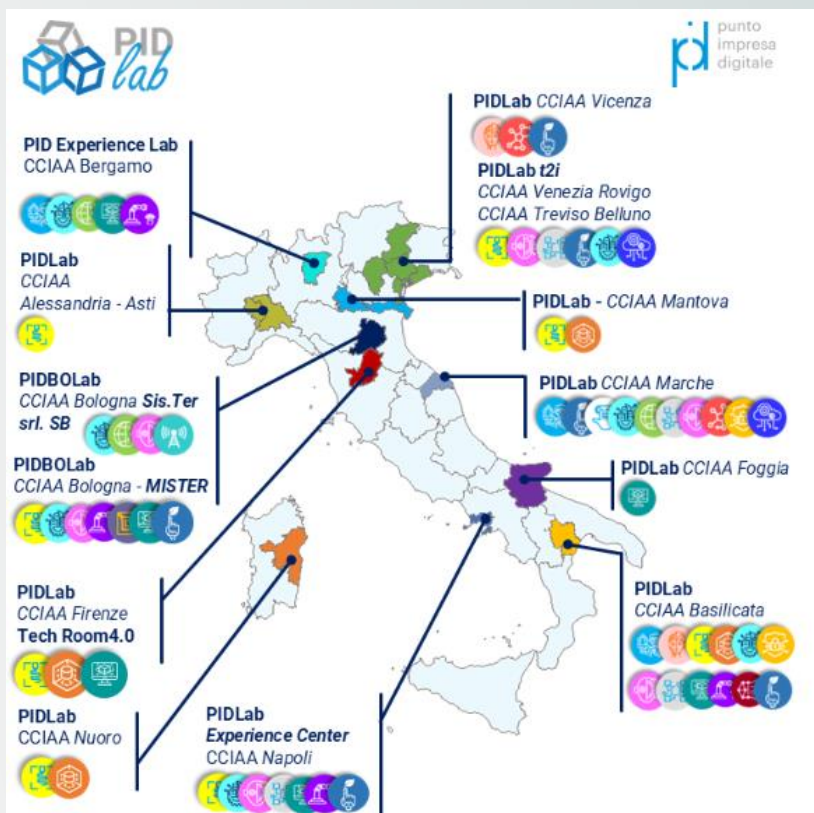 PID
lab
punto
impresa
digitale
pid
PID Experience Lab
CCIAA Bergamo
PIDLab
CCIAA
Alessandria - Asti
PIDBOLab
CCIAA Bologna Sis.Ter
srl. SB
PIDBOLab
CCIAA Bologna - MISTER
PIDLab
CCIAA Firenze
Tech Room4.0
PIDLab
CCIAA Nuoro
PIDLab
Experience Center
CCIAA Napoli
PIDLab CCIAA Vicenza
PIDLab t2i
CCIAA Venezia Rovigo
CCIAA Treviso Belluno
PIDLab - CCIAA Mantova
PIDLab CCIAA Marche
PIDLab CCIAA Foggia
PIDLab
CCIAA Basilicata